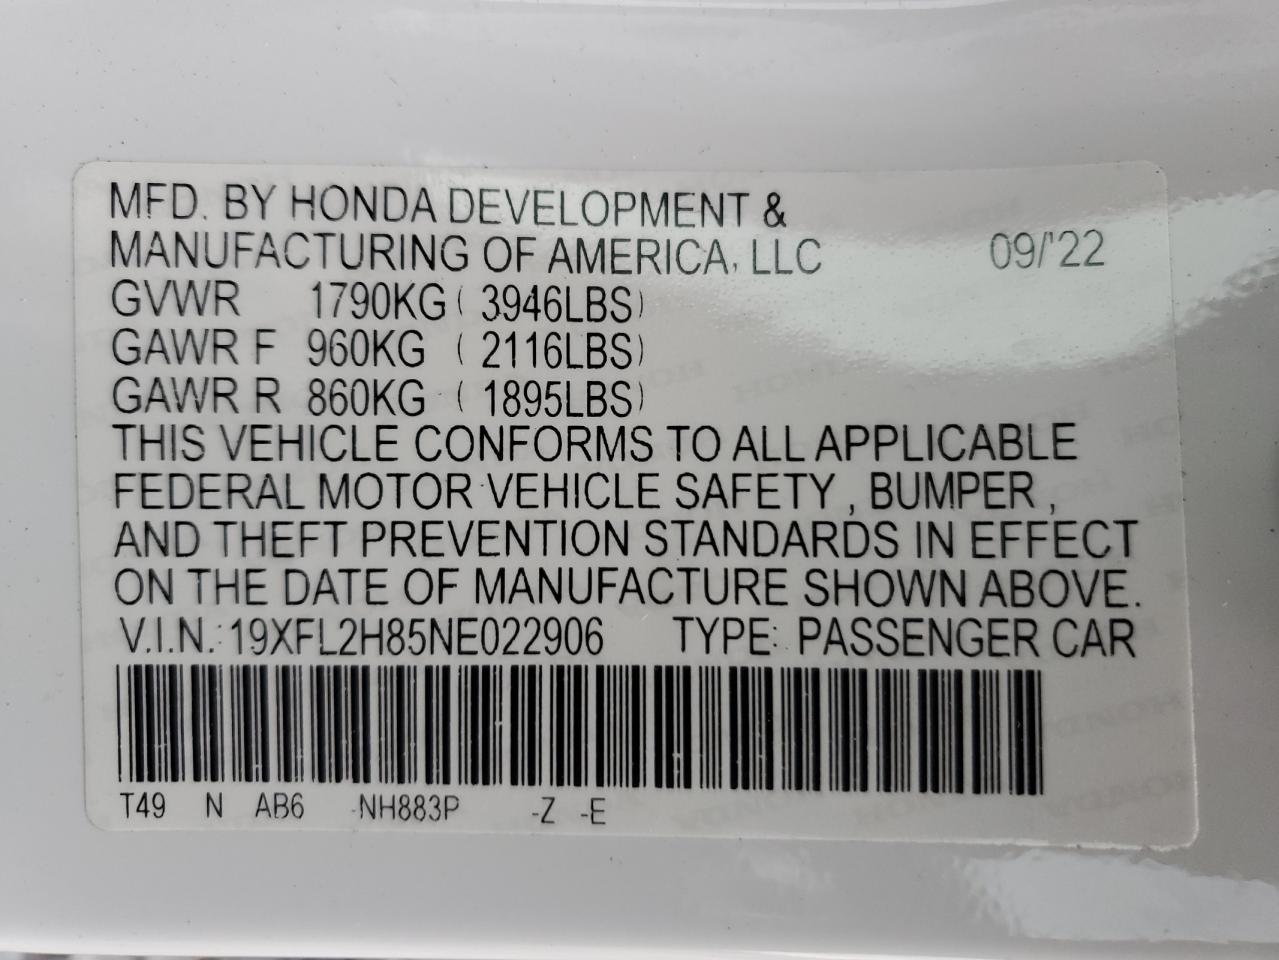 MFD. BY HONDA DEVELOPMENT &
MANUFACTURING OF AMERICA, LLC 09/'22
GVWR 1790KG ( 3946LBS)
GAWR F 960KG ( 2116LBS)
GAWR R 860KG ( 1895LBS)
THIS VEHICLE CONFORMS TO ALL APPLICABLE
FEDERAL MOTOR VEHICLE SAFETY , BUMPER ,
AND THEFT PREVENTION STANDARDS IN EFFECT
ON THE DATE OF MANUFACTURE SHOWN ABOVE.
V.I.N.: 19XFL2H85NE022906 TYPE: PASSENGER CAR
T49 N AB6 -NH883P -Z -E